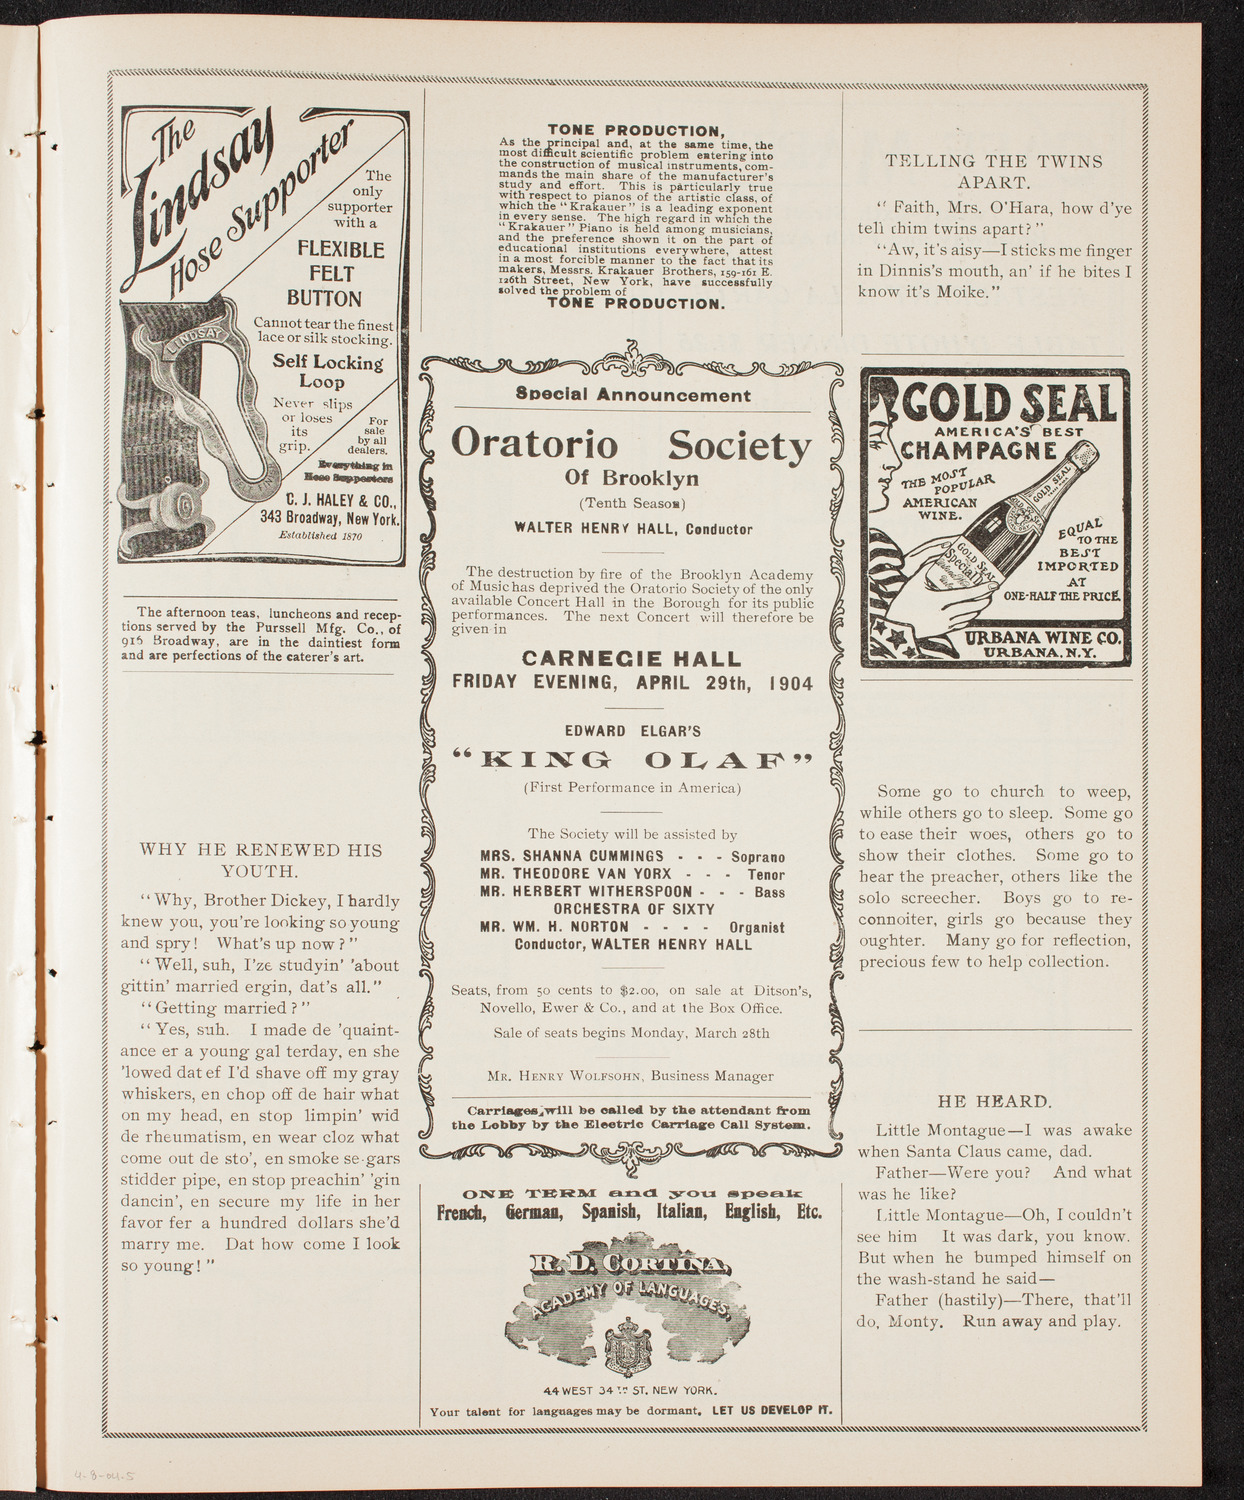 The
Lindsay
Hose Supporter
The
only
supporter
with a
FLEXIBLE
FELT
BUTTON
Cannot tear the finest
lace or silk stocking.
Self Locking
Loop
Never slips
or loses
its
grip.
For
sale
by all
dealers.
Everything in
Hose Supporters
C. J. HALEY & CO.,
343 Broadway, New York.
Established 1870
LINDSAY
The afternoon teas, luncheons and recep-
tions served by the Purssell Mfg. Co., of
916 Broadway, are in the daintiest form
and are perfections of the caterer's art.
WHY HE RENEWED HIS
YOUTH.
“Why, Brother Dickey, I hardly
knew you, you're looking so young
and spry! What's up now?”
“Well, suh, I'ze studyin' 'about
gittin' married ergin, dat's all.”
“Getting married?”
“Yes, suh. I made de 'quaint-
ance er a young gal terday, en she
'lowed dat ef I'd shave off my gray
whiskers, en chop off de hair what
on my head, en stop limpin' wid
de rheumatism, en wear cloz what
come out de sto', en smoke se-gars
stidder pipe, en stop preachin' 'gin
dancin', en secure my life in her
favor fer a hundred dollars she'd
marry me. Dat how come I look
so young!”
TONE PRODUCTION,
As the principal and, at the same time, the
most difficult scientific problem entering into
the construction of musical instruments, com-
mands the main share of the manufacturer's
study and effort. This is particularly true
with respect to pianos of the artistic class, of
which the “Krakauer” is a leading exponent
in every sense. The high regard in which the
“Krakauer” Piano is held among musicians,
and the preference shown it on the part of
educational institutions everywhere, attest
in a most forcible manner to the fact that its
makers, Messrs. Krakauer Brothers, 159-161 E.
126th Street, New York, have successfully
solved the problem of
TONE PRODUCTION.
Special Announcement
Oratorio Society
Of Brooklyn
(Tenth Season)
WALTER HENRY HALL, Conductor
The destruction by fire of the Brooklyn Academy
of Music has deprived the Oratorio Society of the only
available Concert Hall in the Borough for its public
performances. The next Concert will therefore be
given in
CARNEGIE HALL
FRIDAY EVENING, APRIL 29th, 1904
EDWARD ELGAR'S
“KING OLAF”
(First Performance in America)
The Society will be assisted by
MRS. SHANNA CUMMINGS - - - Soprano
MR. THEODORE VAN YORX - - - Tenor
MR. HERBERT WITHERSPOON - - - Bass
ORCHESTRA OF SIXTY
MR. WM. H. NORTON - - - - Organist
Conductor, WALTER HENRY HALL
Seats, from 50 cents to $2.00, on sale at Ditson's,
Novello, Ewer & Co., and at the Box Office.
Sale of seats begins Monday, March 28th
MR. HENRY WOLFSOHN, Business Manager
Carriages will be called by the attendant from
the Lobby by the Electric Carriage Call System.
ONE TERM and you speak
French, German, Spanish, Italian, English, Etc.
R. D. CORTINA,
ACADEMY OF LANGUAGES,
44 WEST 34TH ST. NEW YORK.
Your talent for languages may be dormant, LET US DEVELOP IT.
TELLING THE TWINS
APART.
“Faith, Mrs. O'Hara, how d'ye
tell thim twins apart?”
“Aw, it's aisy—I sticks me finger
in Dinnis's mouth, an' if he bites I
know it's Moike.”
GOLD SEAL
AMERICA'S BEST
CHAMPAGNE
THE MOST
POPULAR
AMERICAN
WINE.
GOLD SEAL
GOLD SEAL
Special
EQUAL
TO THE
BEST
IMPORTED
AT
ONE-HALF THE PRICE
URBANA WINE CO.
URBANA, N.Y.
Some go to church to weep,
while others go to sleep. Some go
to ease their woes, others go to
show their clothes. Some go to
hear the preacher, others like the
solo screecher. Boys go to re-
connoiter, girls go because they
oughter. Many go for reflection,
precious few to help collection.
HE HEARD.
Little Montague—I was awake
when Santa Claus came, dad.
Father—Were you? And what
was he like?
Little Montague—Oh, I couldn't
see him It was dark, you know.
But when he bumped himself on
the wash-stand he said—
Father (hastily)—There, that'll
do, Monty. Run away and play.
4-8-04-5